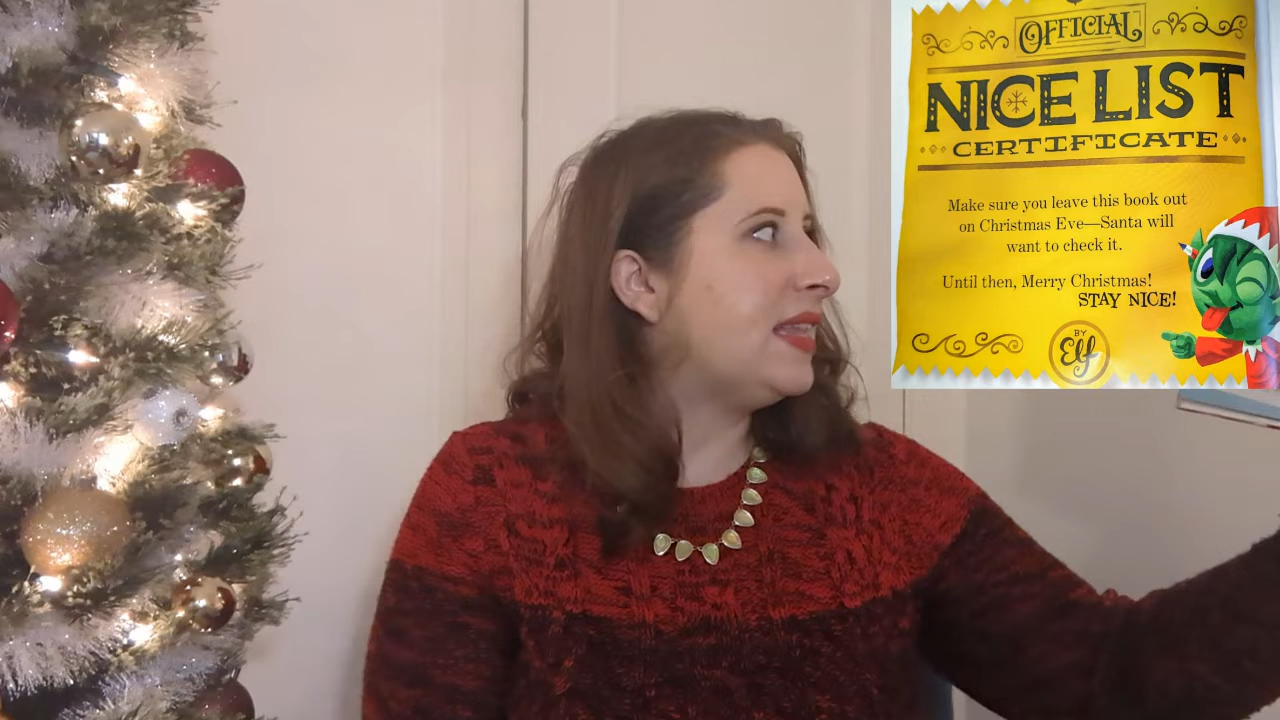 OFFICIAL
NICE LIST
CERTIFICATE
Make sure you leave this book out
on Christmas Eve—Santa will
want to check it.
Until then, Merry Christmas!
STAY NICE!
BY
Elf